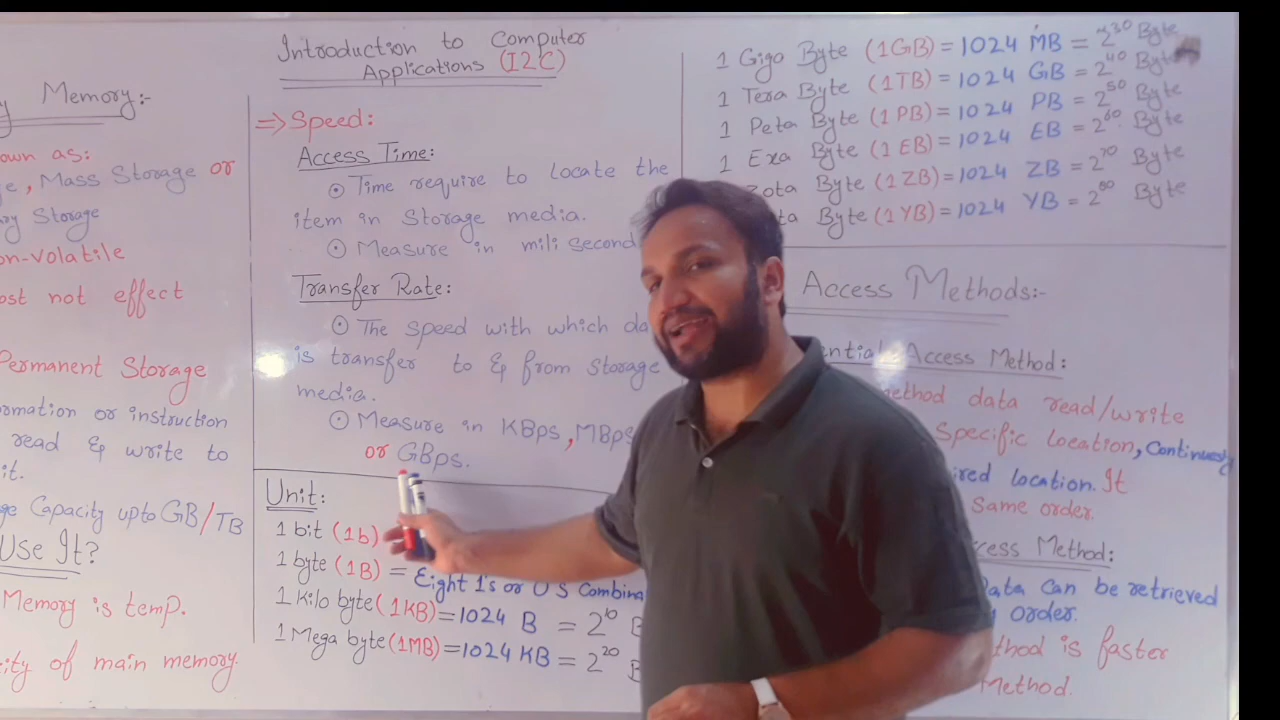 Introduction to Computer
Applications (I2C)
Memory:-
own as:
, Mass Storage or
ry Storage
on-volatile
ost not effect
Permanent Storage
ormation or instruction
read & write to
it.
ge Capacity upto GB/TB
Use It?
Memory is temp.
ity of main memory.
⇒ Speed:
Access Time:
⊙ Time require to locate the
item in Storage media.
⊙ Measure in mili Second
Transfer Rate:
⊙ The speed with which da
is transfer to & from Storage
media.
⊙ Measure in KBps, MBps
or GBps.
Unit:
1 bit (1b)
1 byte (1B) = Eight 1's or 0'S Combina
1 Kilo byte (1KB) = 1024 B = 2^10 B
1 Mega byte (1MB) = 1024 KB = 2^20 B
1 Gigo Byte (1GB) = 1024 MB = 2^30 Byte
1 Tera Byte (1TB) = 1024 GB = 2^40 Byte
1 Peta Byte (1PB) = 1024 PB = 2^50 Byte
1 Exa Byte (1EB) = 1024 EB = 2^60 Byte
Zota Byte (1ZB) = 1024 ZB = 2^70 Byte
ta Byte (1YB) = 1024 YB = 2^80 Byte
Access Methods:-
ential Access Method:
method data read/write
Specific location, Continuesly
ired location. It
Same order.
cess Method:
Data can be retrieved
order.
thod is faster
Method.